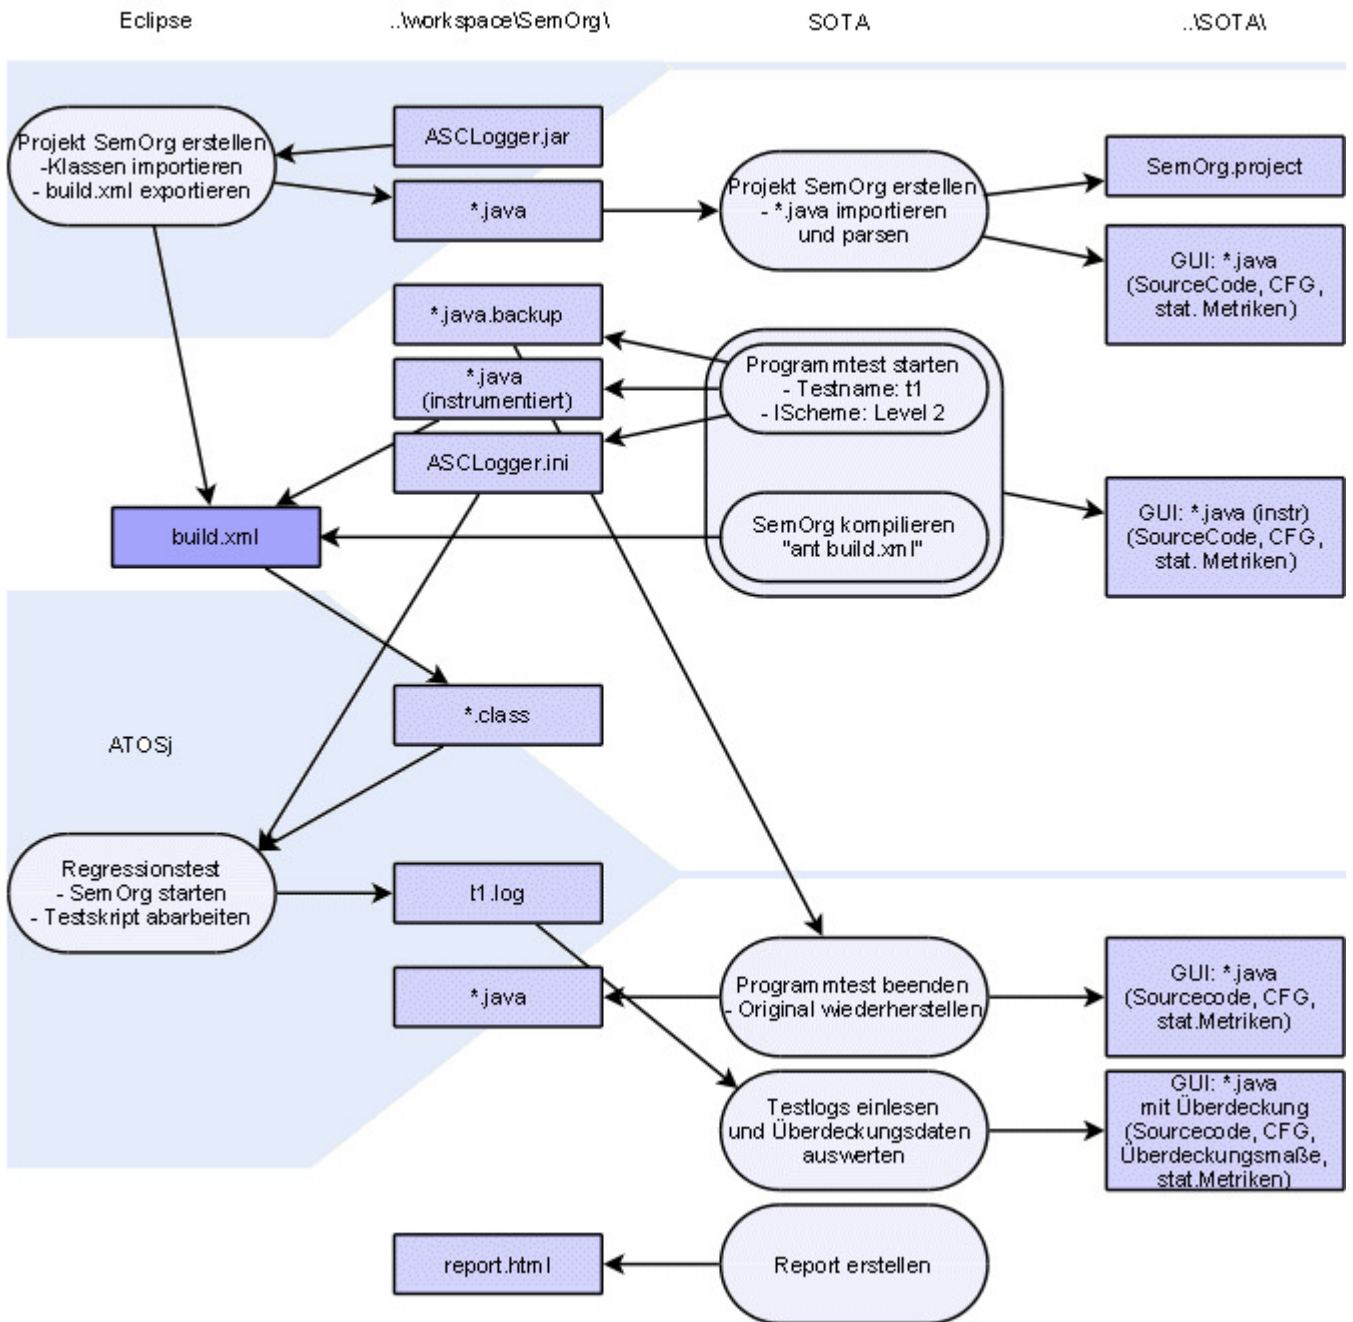 Eclipse
..\workspace\SemOrg\
SOTA
..\SOTA\
Projekt SemOrg erstellen
-Klassen importieren
- build.xml exportieren
ASCLogger.jar
*.java
Projekt SemOrg erstellen
- *.java importieren
und parsen
SemOrg.project
GUI: *.java
(SourceCode, CFG,
stat. Metriken)
*.java.backup
*.java
(instrumentiert)
ASCLogger.ini
Programmtest starten
- Testname: t1
- IScheme: Level 2
build.xml
SemOrg kompilieren
"ant build.xml"
GUI: *.java (instr)
(SourceCode, CFG,
stat. Metriken)
*.class
ATOSj
Regressionstest
- SemOrg starten
- Testskript abarbeiten
t1.log
*.java
Programmtest beenden
- Original wiederherstellen
GUI: *.java
(Sourcecode, CFG,
stat.Metriken)
Testlogs einlesen
und Überdeckungsdaten
auswerten
GUI: *.java
mit Überdeckung
(Sourcecode, CFG,
Überdeckungsmaße,
stat.Metriken)
report.html
Report erstellen